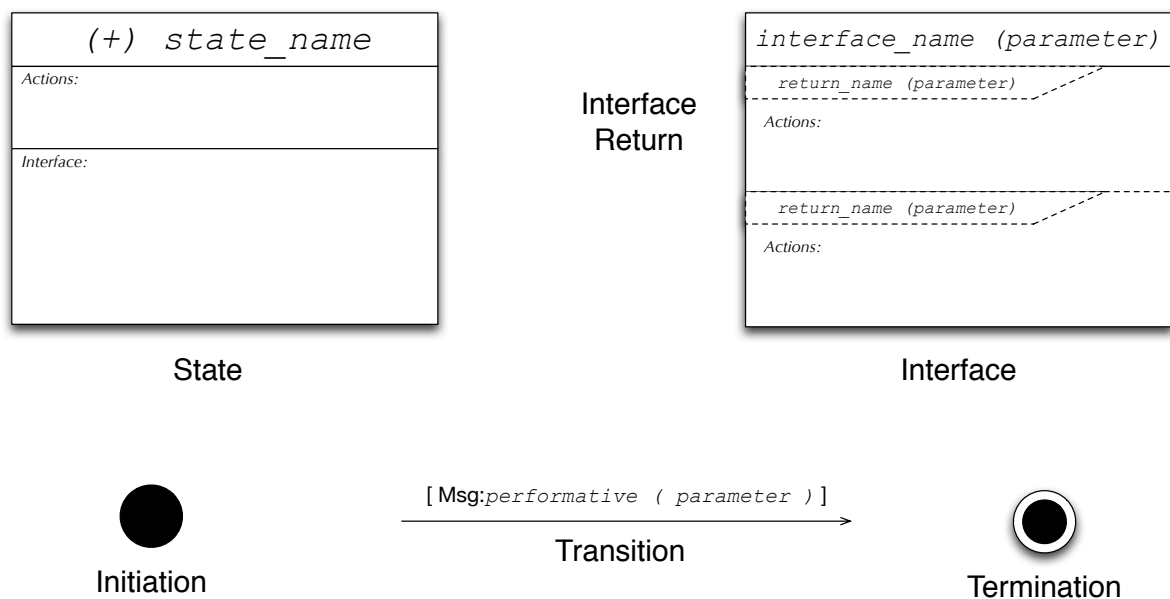 (+) state_name
Actions:
Interface:
State
Interface
Return
interface_name (parameter)
return_name (parameter)
Actions:
return_name (parameter)
Actions:
Interface
Initiation
[ Msg:performative ( parameter ) ]
Transition
Termination